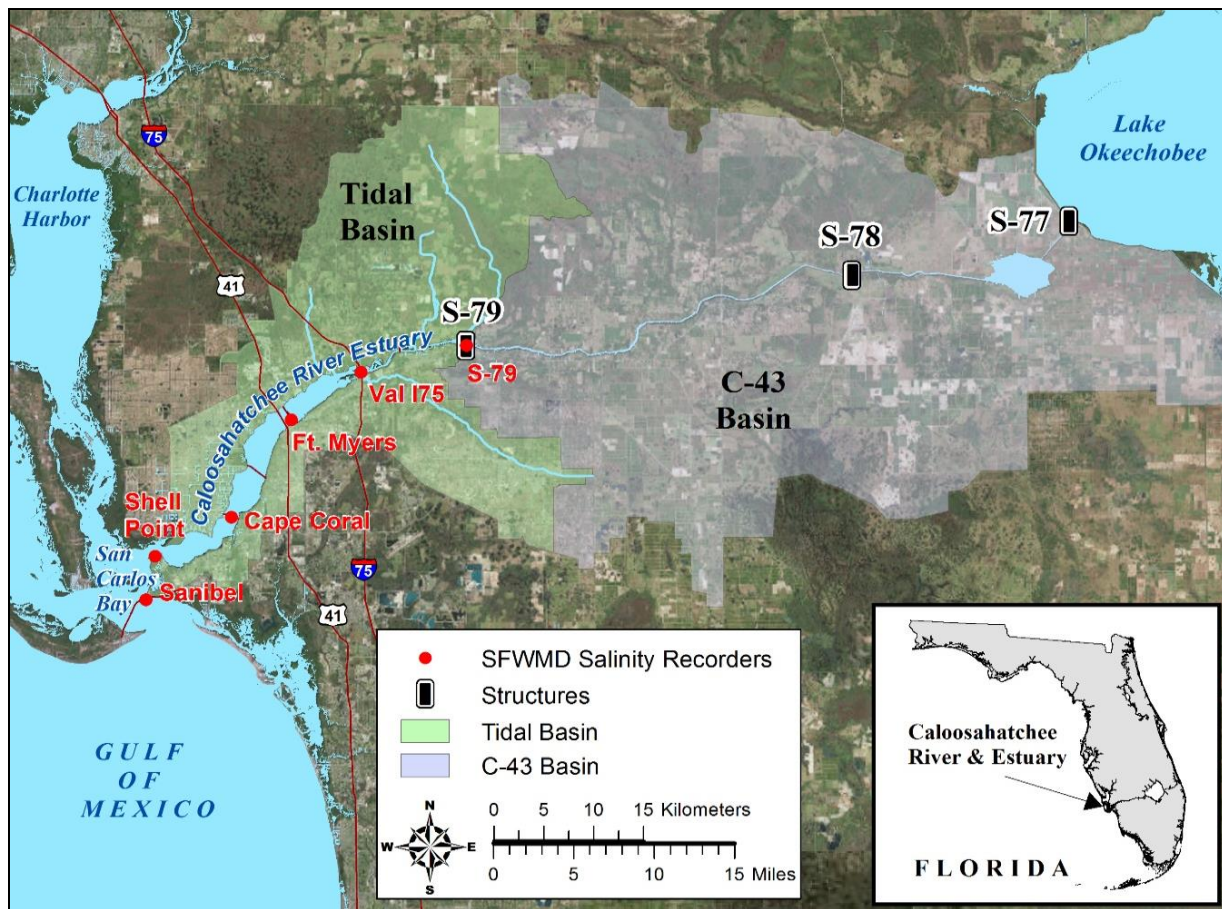 75
Charlotte
Harbor
Tidal
Basin
Lake
Okeechobee
S-77
S-78
41
S-79
S-79
Caloosahatchee River Estuary
Val I75
C-43
Basin
Ft. Myers
Shell
Point
Cape Coral
San
Carlos
Bay
Sanibel
75
41
GULF
OF
MEXICO
SFWMD Salinity Recorders
Structures
Tidal Basin
C-43 Basin
0 5 10 15 Kilometers
0 5 10 15 Miles
N
W E
S
Caloosahatchee
River & Estuary
FLORIDA